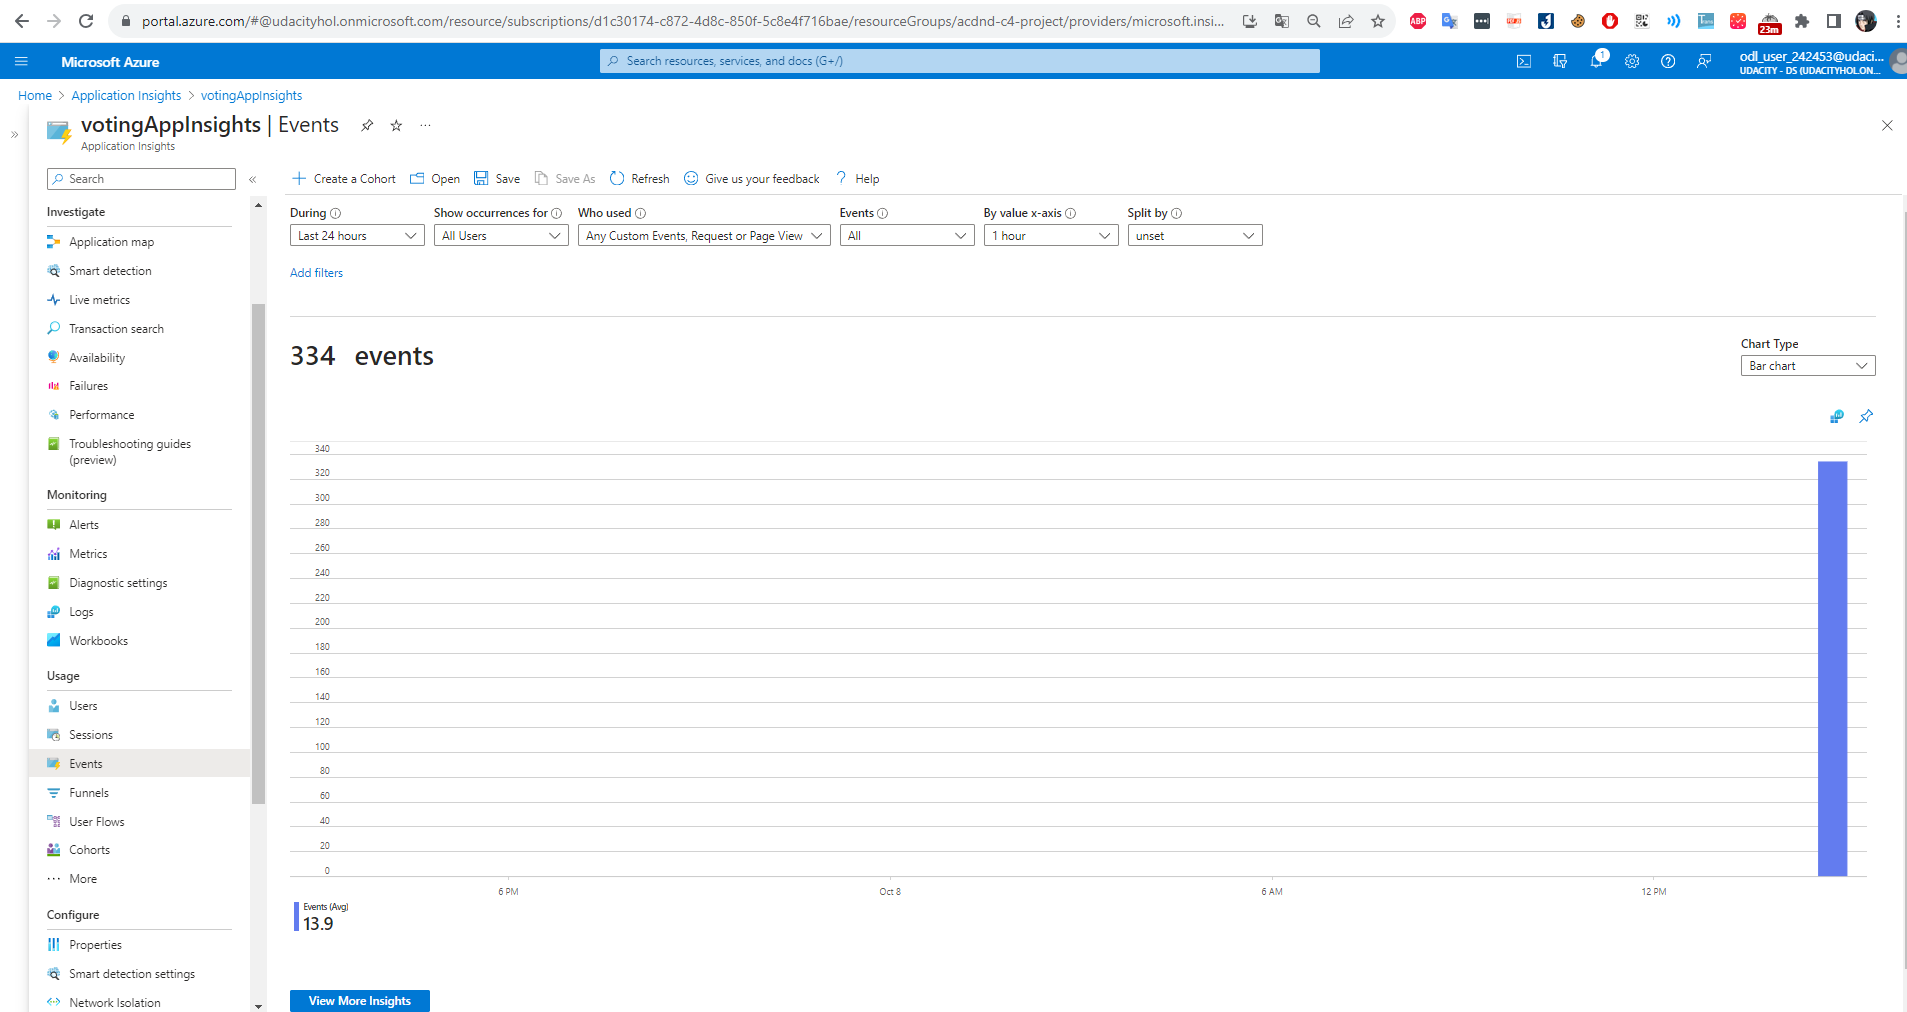 portal.azure.com/#@udacityhol.onmicrosoft.com/resource/subscriptions/d1c30174-c872-4d8c-850f-5c8e4f716bae/resourceGroups/acdnd-c4-project/providers/microsoft.insi...
ABP
23m
Microsoft Azure
Search resources, services, and docs (G+/)
1
odl_user_242453@udaci...
UDACITY - DS (UDACITYHOL.ON...
Home > Application Insights > votingAppInsights
votingAppInsights | Events
Application Insights
Search
Create a Cohort
Open
Save
Save As
Refresh
Give us your feedback
? Help
Investigate
Application map
Smart detection
Live metrics
Transaction search
Availability
Failures
Performance
Troubleshooting guides
(preview)
Monitoring
Alerts
Metrics
Diagnostic settings
Logs
Workbooks
Usage
Users
Sessions
Events
Funnels
User Flows
Cohorts
More
Configure
Properties
Smart detection settings
Network Isolation
During
Show occurrences for
Who used
Events
By value x-axis
Split by
Last 24 hours
All Users
Any Custom Events, Request or Page View
All
1 hour
unset
Add filters
334 events
Chart Type
Bar chart
340
320
300
280
260
240
220
200
180
160
140
120
100
80
60
40
20
0
6 PM
Oct 8
6 AM
12 PM
Events (Avg)
13.9
View More Insights